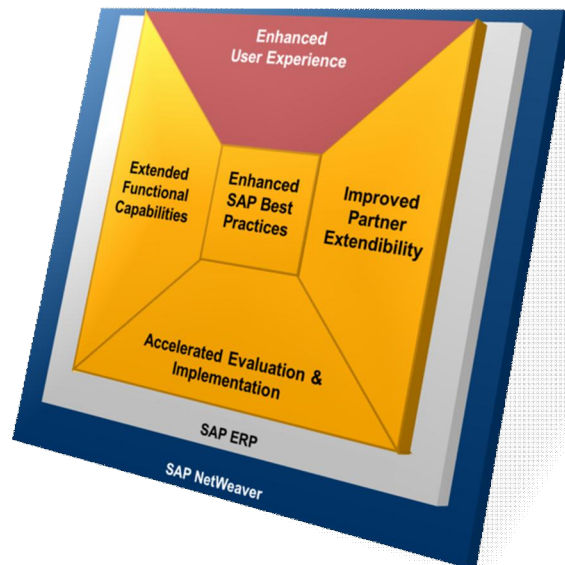 Enhanced
User Experience
Extended
Functional
Capabilities
Enhanced
SAP Best
Practices
Improved
Partner
Extendibility
Accelerated Evaluation &
Implementation
SAP ERP
SAP NetWeaver